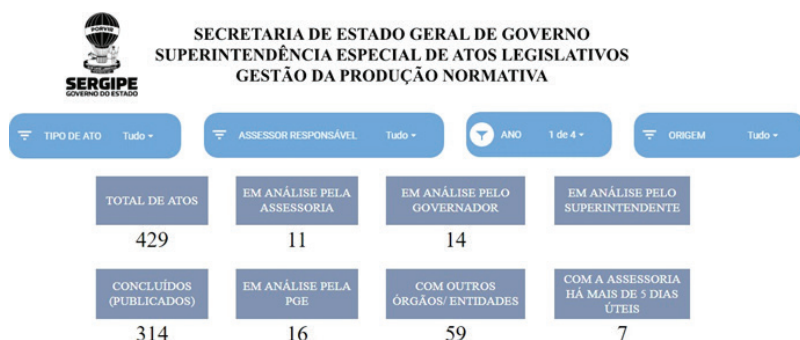 PORVIR
SERGIPE
GOVERNO DO ESTADO
SECRETARIA DE ESTADO GERAL DE GOVERNO
SUPERINTENDÊNCIA ESPECIAL DE ATOS LEGISLATIVOS
GESTÃO DA PRODUÇÃO NORMATIVA
TIPO DE ATO Tudo
ASSESSOR RESPONSÁVEL Tudo
ANO 1 de 4
ORIGEM Tudo
TOTAL DE ATOS
429
EM ANÁLISE PELA
ASSESSORIA
11
EM ANÁLISE PELO
GOVERNADOR
14
EM ANÁLISE PELO
SUPERINTENDENTE
CONCLUÍDOS
(PUBLICADOS)
314
EM ANÁLISE PELA
PGE
16
COM OUTROS
ÓRGÃOS/ ENTIDADES
59
COM A ASSESSORIA
HÁ MAIS DE 5 DIAS
ÚTEIS
7